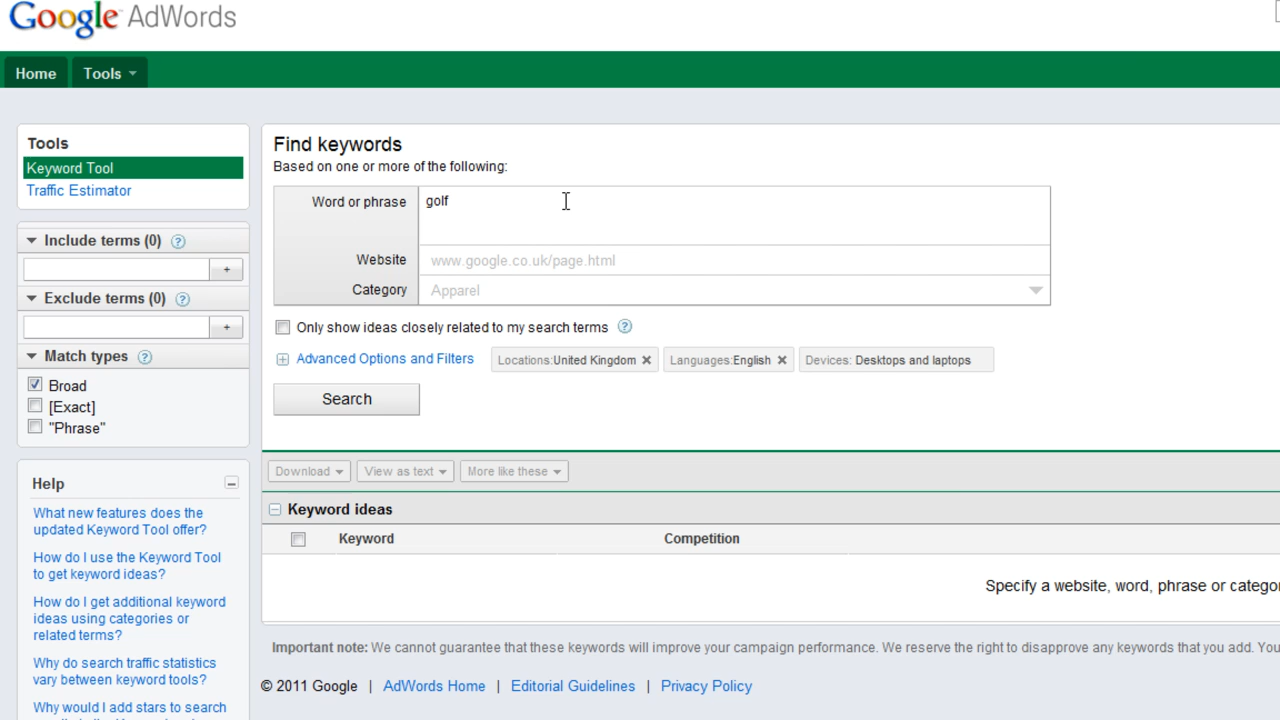 Google AdWords
Home Tools
Tools
Keyword Tool
Traffic Estimator
Include terms (0) ?
+
Exclude terms (0) ?
+
Match types ?
Broad
[Exact]
"Phrase"
Help
What new features does the
updated Keyword Tool offer?
How do I use the Keyword Tool
to get keyword ideas?
How do I get additional keyword
ideas using categories or
related terms?
Why do search traffic statistics
vary between keyword tools?
Why would I add stars to search
Find keywords
Based on one or more of the following:
Word or phrase golf
Website www.google.co.uk/page.html
Category Apparel
Only show ideas closely related to my search terms ?
Advanced Options and Filters Locations:United Kingdom Languages:English Devices: Desktops and laptops
Search
Download View as text More like these
Keyword ideas
Keyword Competition
Specify a website, word, phrase or catego
Important note: We cannot guarantee that these keywords will improve your campaign performance. We reserve the right to disapprove any keywords that you add. You
© 2011 Google | AdWords Home | Editorial Guidelines | Privacy Policy